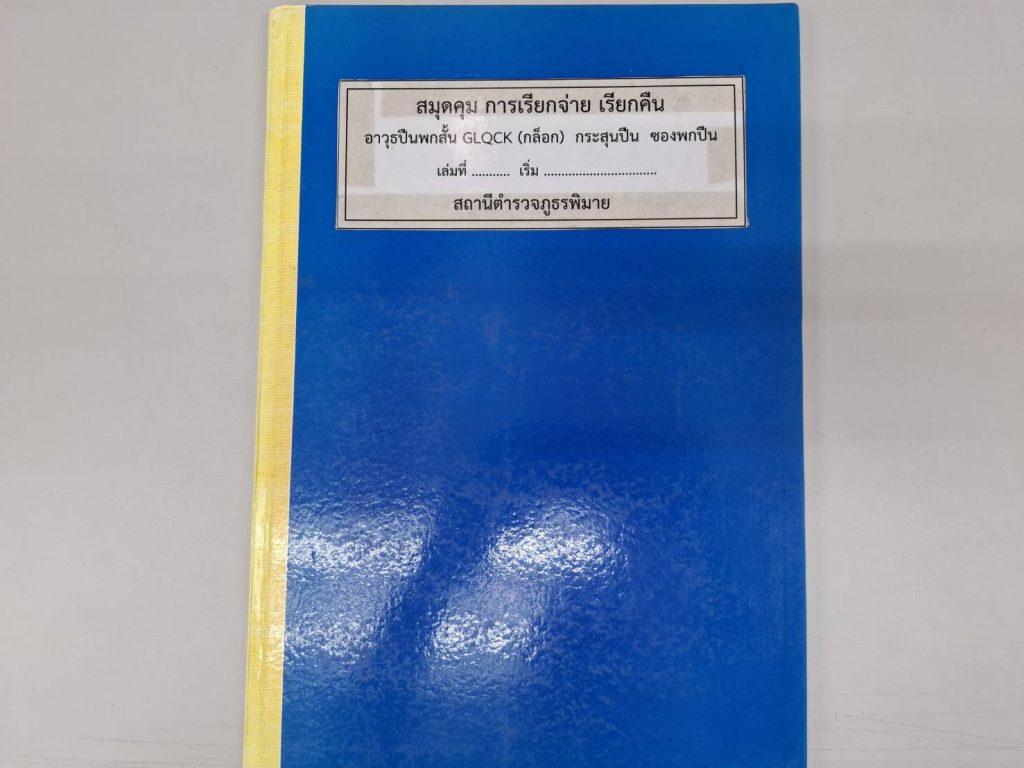 สมุดคุม การเรียกจ่าย เรียกคืน
อาวุธปืนพกสั้น GLQCK (กล็อก) กระสุนปืน ซองพกปืน
เล่มที่ ........... เริ่ม ................................
สถานีตำรวจภูธรพิมาย